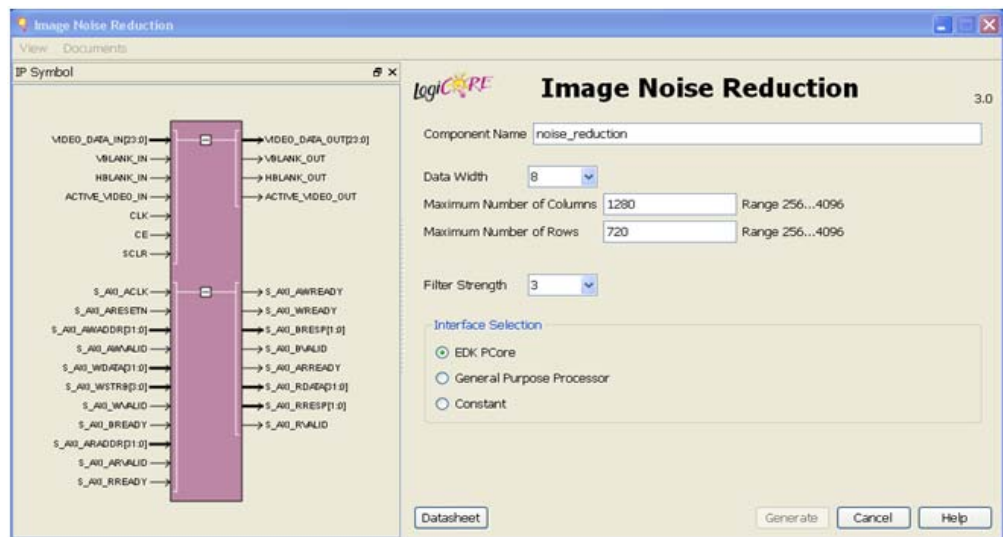 Image Noise Reduction
View Documents
IP Symbol
VIDEO_DATA_IN[23:0]
VBLANK_IN
HBLANK_IN
ACTIVE_VIDEO_IN
CLK
CE
SCLR
VIDEO_DATA_OUT[23:0]
VBLANK_OUT
HBLANK_OUT
ACTIVE_VIDEO_OUT
S_AXI_ACLK
S_AXI_ARESETN
S_AXI_AWADDR[31:0]
S_AXI_AWVALID
S_AXI_WDATA[31:0]
S_AXI_WSTRB[3:0]
S_AXI_WVALID
S_AXI_BREADY
S_AXI_ARADDR[31:0]
S_AXI_ARVALID
S_AXI_RREADY
S_AXI_AWREADY
S_AXI_WREADY
S_AXI_BRESP[1:0]
S_AXI_BVALID
S_AXI_ARREADY
S_AXI_RDATA[31:0]
S_AXI_RRESP[1:0]
S_AXI_RVALID
LogiCORE
Image Noise Reduction
3.0
Component Name noise_reduction
Data Width 8
Maximum Number of Columns 1280 Range 256...4096
Maximum Number of Rows 720 Range 256...4096
Filter Strength 3
Interface Selection
EDK PCore
General Purpose Processor
Constant
Datasheet Generate Cancel Help